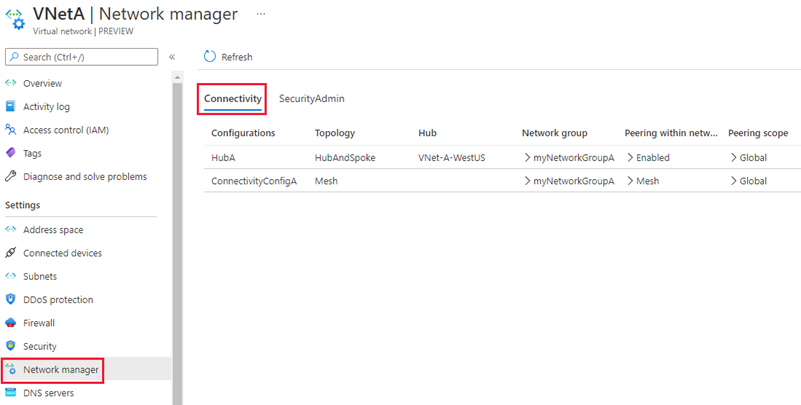 VNetA | Network manager ...
Virtual network | PREVIEW
Search (Ctrl+/)
«
Refresh
Overview
Activity log
Access control (IAM)
Tags
Diagnose and solve problems
Settings
Address space
Connected devices
Subnets
DDoS protection
Firewall
Security
Network manager
DNS servers
Connectivity SecurityAdmin
Configurations Topology Hub Network group Peering within netw... Peering scope
HubA HubAndSpoke VNet-A-WestUS > myNetworkGroupA > Enabled > Global
ConnectivityConfigA Mesh > myNetworkGroupA > Mesh > Global